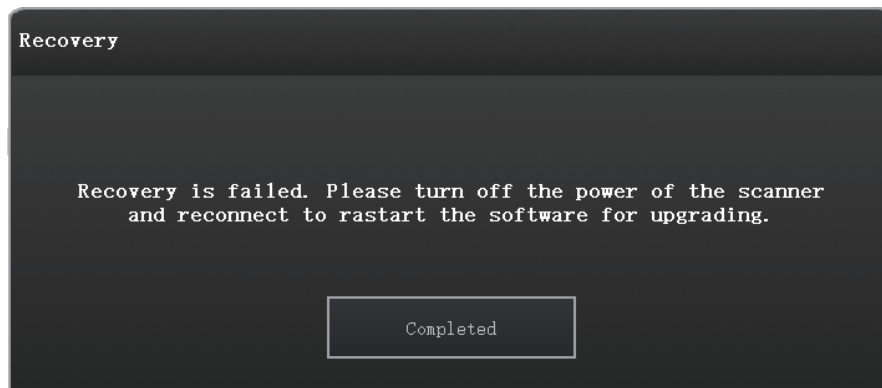 Recovery
Recovery is failed. Please turn off the power of the scanner
and reconnect to rastart the software for upgrading.
Completed